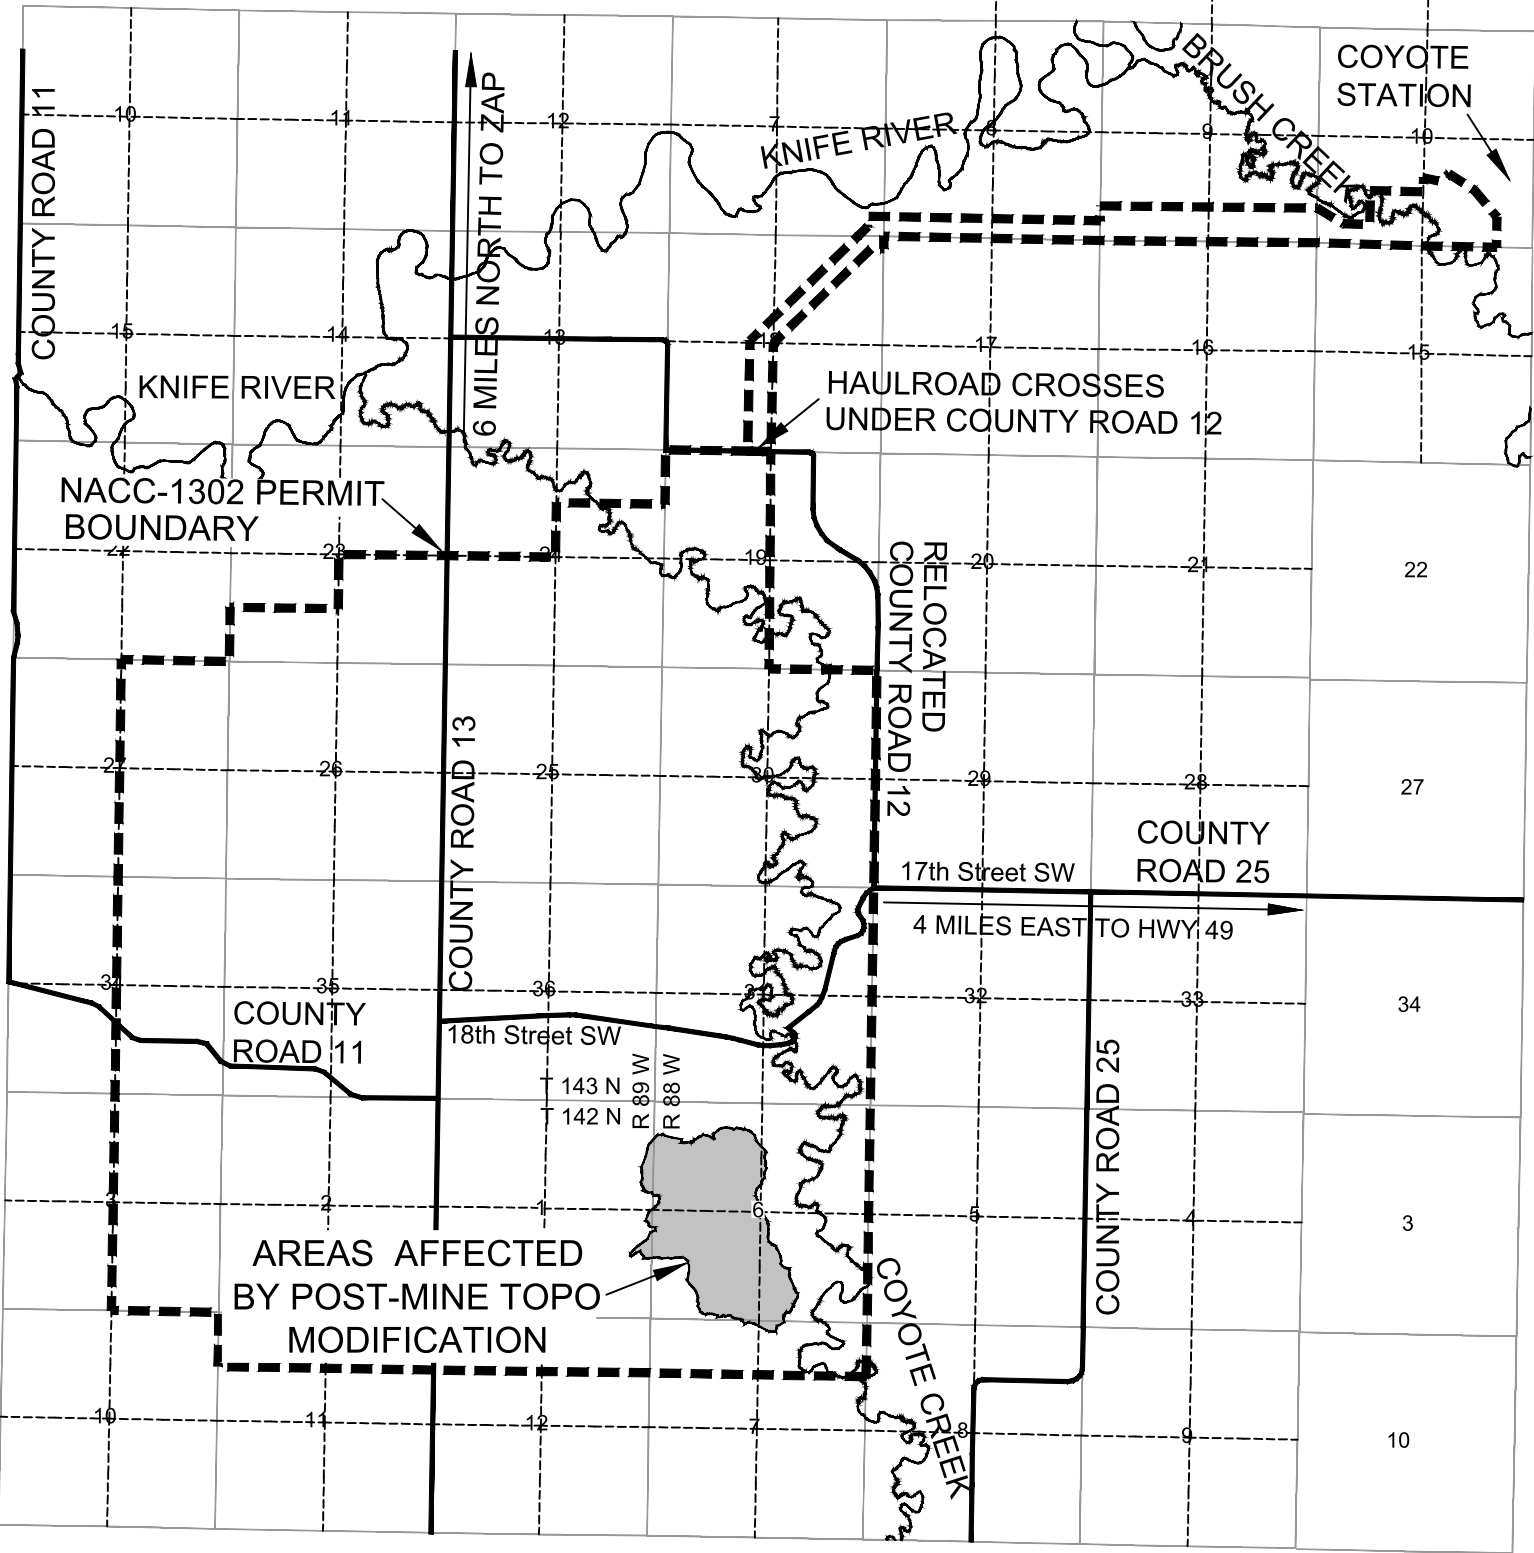 COYOTE
STATION
BRUSH CREEK
COUNTY ROAD 11
6 MILES NORTH TO ZAP
KNIFE RIVER
10 11 12 7 8 9 10
15 14 13 18 17 16 15
KNIFE RIVER
HAULROAD CROSSES
UNDER COUNTY ROAD 12
NACC-1302 PERMIT
BOUNDARY
22 23 24 19 20 21 22
RELOCATED
COUNTY ROAD 12
COUNTY ROAD 13
27 26 25 30 29 28 27
COUNTY
ROAD 25
17th Street SW
4 MILES EAST TO HWY 49
34 35 36 31 32 33 34
COUNTY
ROAD 11
18th Street SW
COUNTY ROAD 25
T 143 N
T 142 N
R 89 W
R 88 W
3 2 1 6 5 4 3
AREAS AFFECTED
BY POST-MINE TOPO
MODIFICATION
COYOTE CREEK
10 11 12 7 8 9 10